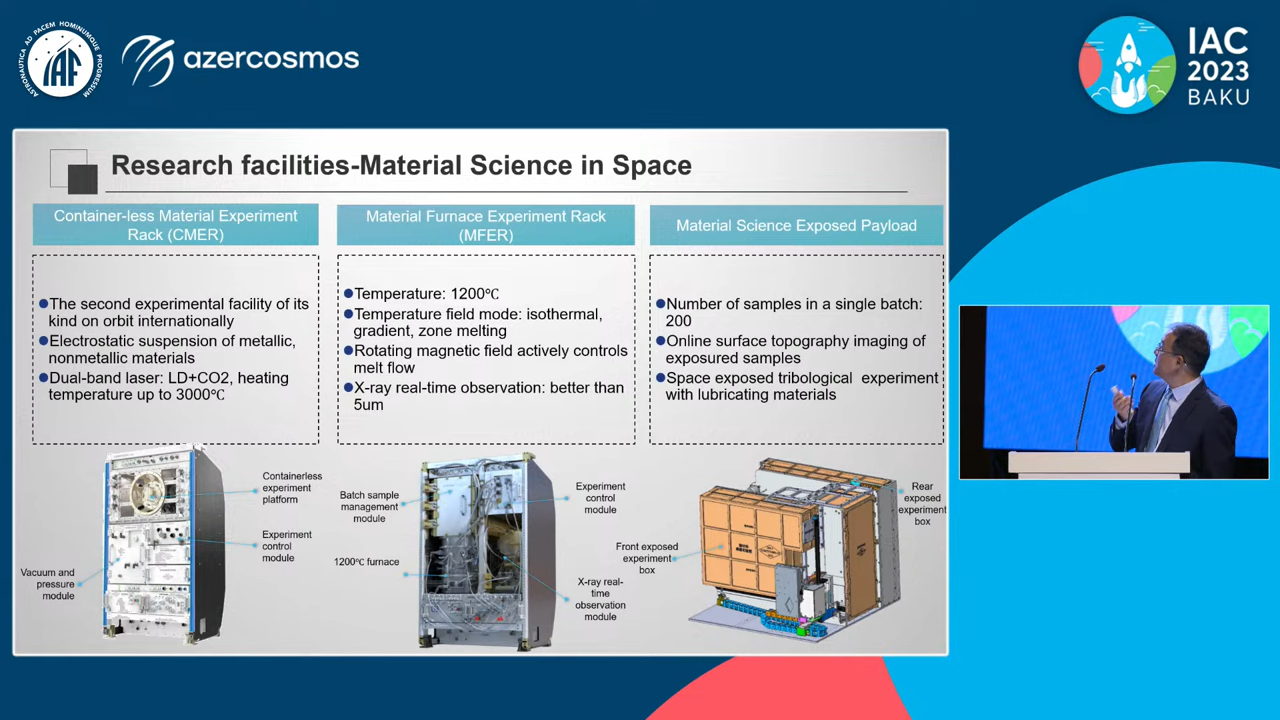 ASTRONAUTICA AD PACEM HOMINUMQUE PROGRESSUM
IAF
azercosmos
IAC
2023
BAKU
Research facilities-Material Science in Space
Container-less Material Experiment
Rack (CMER)
The second experimental facility of its
kind on orbit internationally
Electrostatic suspension of metallic,
nonmetallic materials
Dual-band laser: LD+CO2, heating
temperature up to 3000℃
Containerless
experiment
platform
Experiment
control
module
Vacuum and
pressure
module
Material Furnace Experiment Rack
(MFER)
Temperature: 1200℃
Temperature field mode: isothermal,
gradient, zone melting
Rotating magnetic field actively controls
melt flow
X-ray real-time observation: better than
5um
Batch sample
management
module
Experiment
control
module
1200℃ furnace
X-ray real-
time
observation
module
Material Science Exposed Payload
Number of samples in a single batch:
200
Online surface topography imaging of
exposured samples
Space exposed tribological experiment
with lubricating materials
Rear
exposed
experiment
box
Front exposed
experiment
box